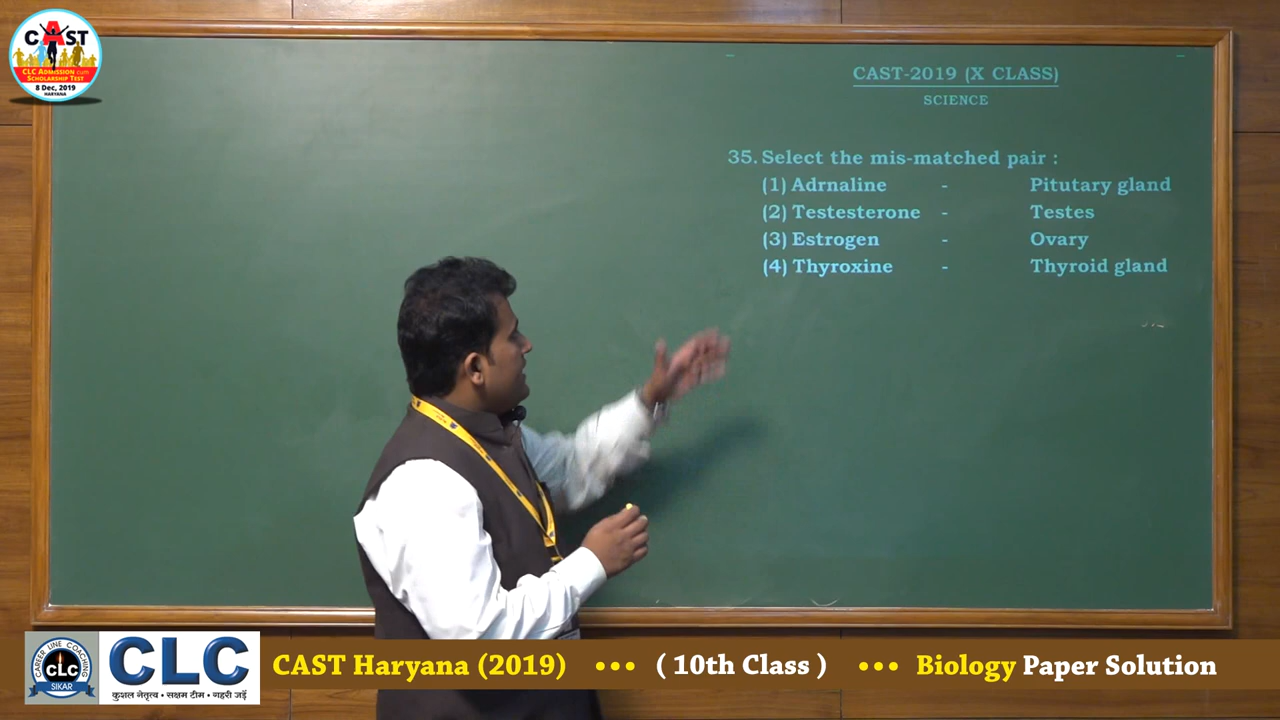 CAST
CLC ADMISSION cum
SCHOLARSHIP TEST
8 Dec, 2019
HARYANA
CAST-2019 (X CLASS)
SCIENCE
35. Select the mis-matched pair :
(1) Adrnaline - Pitutary gland
(2) Testesterone - Testes
(3) Estrogen - Ovary
(4) Thyroxine - Thyroid gland
CAREER LINE COACHING
CLC
SIKAR
CLC
कुशल नेतृत्व • सक्षम टीम • गहरी जड़ें
CAST Haryana (2019) ••• ( 10th Class ) ••• Biology Paper Solution